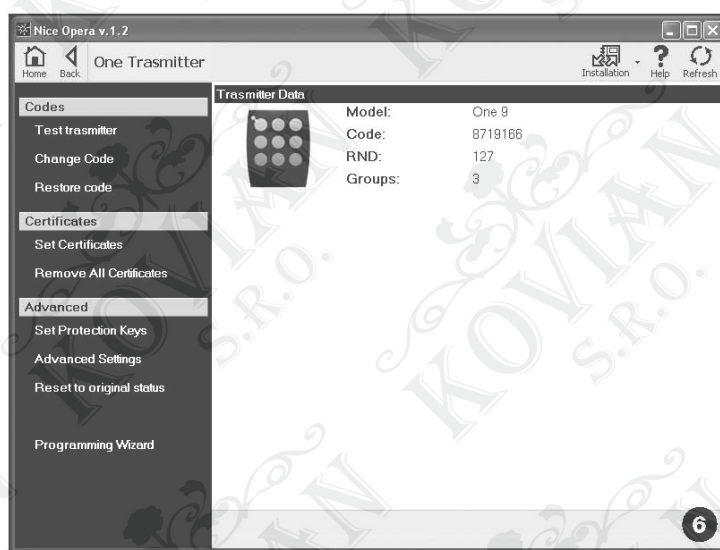 Nice Opera v.1.2
Home
Back
One Trasmitter
Installation
Help
Refresh
Codes
Test trasmitter
Change Code
Restore code
Certificates
Set Certificates
Remove All Certificates
Advanced
Set Protection Keys
Advanced Settings
Reset to original status
Programming Wizard
Trasmitter Data
Model: One 9
Code: 8719166
RND: 127
Groups: 3
KOVIAN
S.R.O.
6